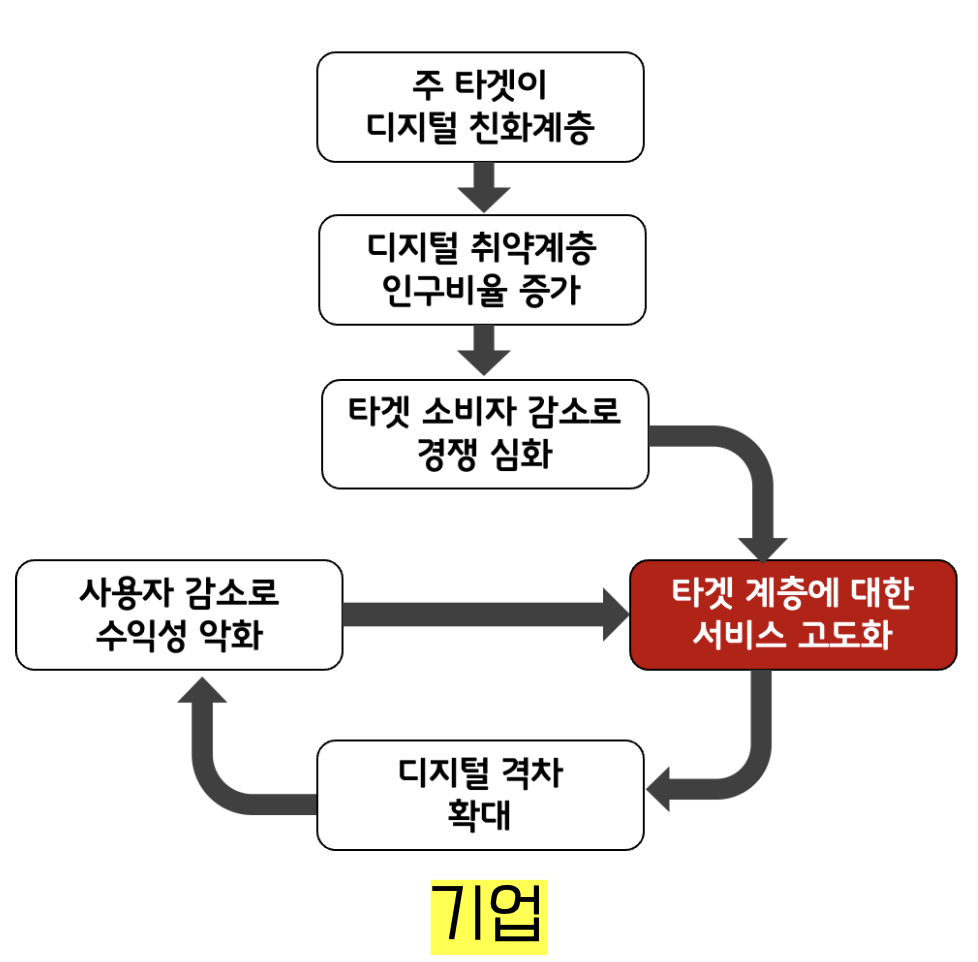 주 타겟이
디지털 친화계층
디지털 취약계층
인구비율 증가
타겟 소비자 감소로
경쟁 심화
사용자 감소로
수익성 악화
타겟 계층에 대한
서비스 고도화
디지털 격차
확대
기업